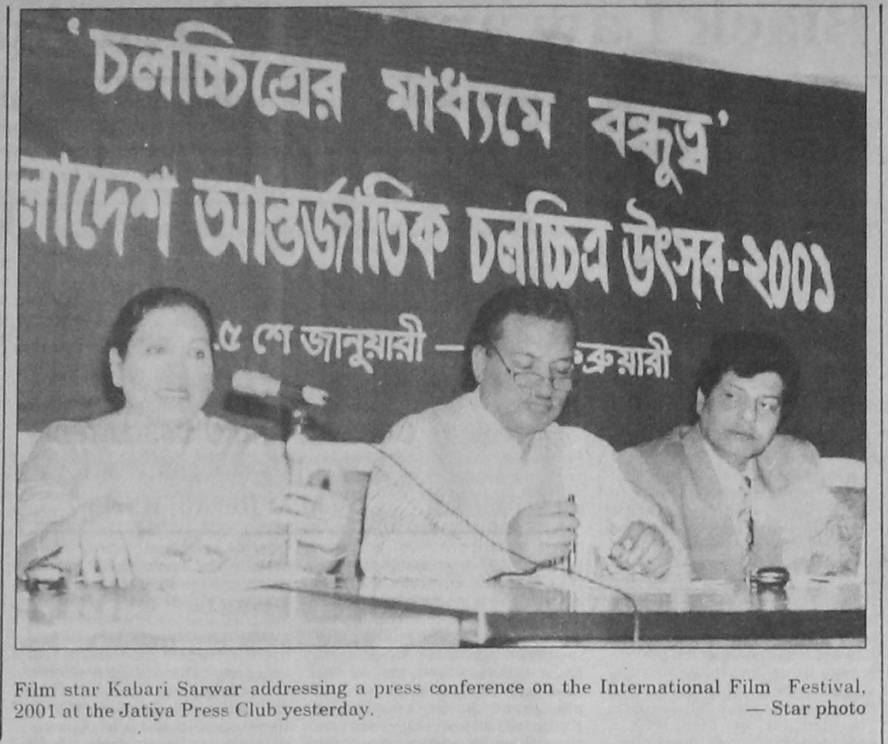 'চলচ্চিত্রের মাধ্যমে বন্ধুত্ব'
লাদেশ আন্তর্জাতিক চলচ্চিত্র উৎসব-২০০১
৫ শে জানুয়ারী – ব্রুয়ারী
Film star Kabari Sarwar addressing a press conference on the International Film Festival,
2001 at the Jatiya Press Club yesterday. — Star photo